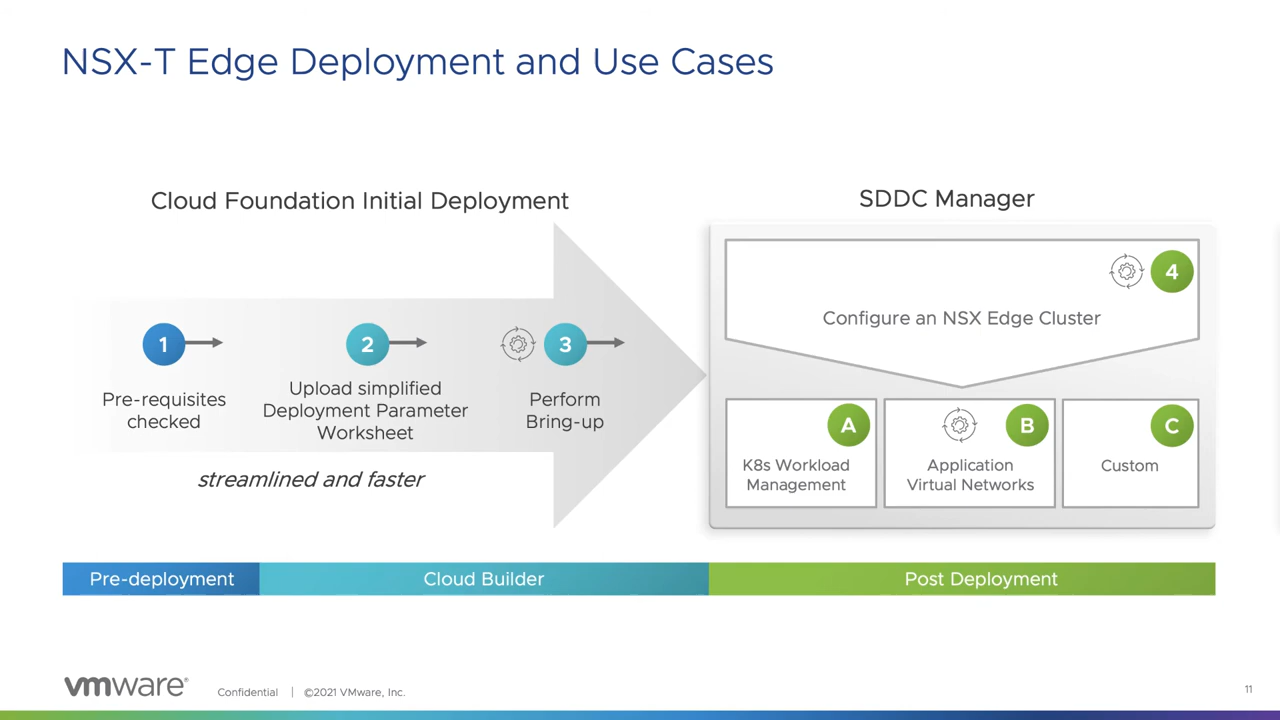 NSX-T Edge Deployment and Use Cases
Cloud Foundation Initial Deployment
1
Pre-requisites
checked
2
Upload simplified
Deployment Parameter
Worksheet
3
Perform
Bring-up
streamlined and faster
SDDC Manager
4
Configure an NSX Edge Cluster
A
K8s Workload
Management
B
Application
Virtual Networks
C
Custom
Pre-deployment
Cloud Builder
Post Deployment
vmware®
Confidential | ©2021 VMware, Inc.
11